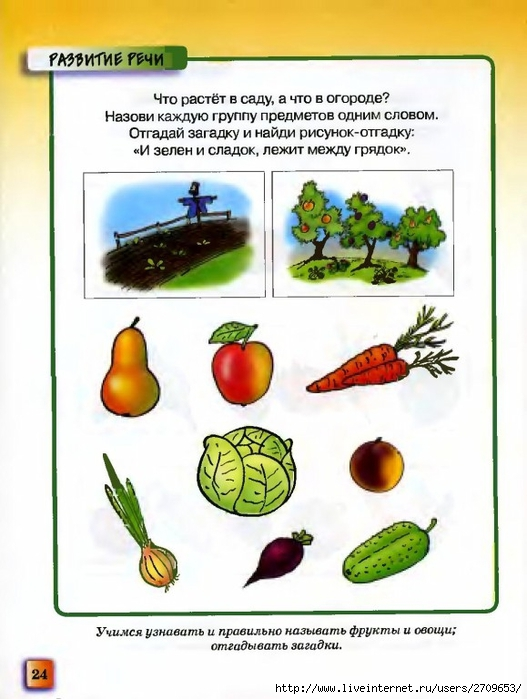 РАЗВИТИЕ РЕЧИ
Что растёт в саду, а что в огороде?
Назови каждую группу предметов одним словом.
Отгадай загадку и найди рисунок-отгадку:
«И зелен и сладок, лежит между грядок».
Учимся узнавать и правильно называть фрукты и овощи;
отгадывать загадки.
24
http://www.liveinternet.ru/users/2709653/